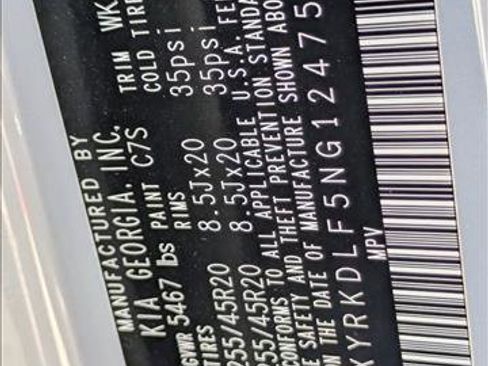 MANUFACTURED BY
KIA GEORGIA, INC.
GVWR PAINT C7S TRIM WK
5467 lbs RIMS COLD TIRE
TIRES
255/45R20 8.5Jx20 35psi
255/45R20 8.5Jx20 35psi
CONFORMS TO ALL APPLICABLE U.S.A. FE
SAFETY AND THEFT PREVENTION STANDA
ON THE DATE OF MANUFACTURE SHOWN ABO
XYRKDLF5NG12475
MPV